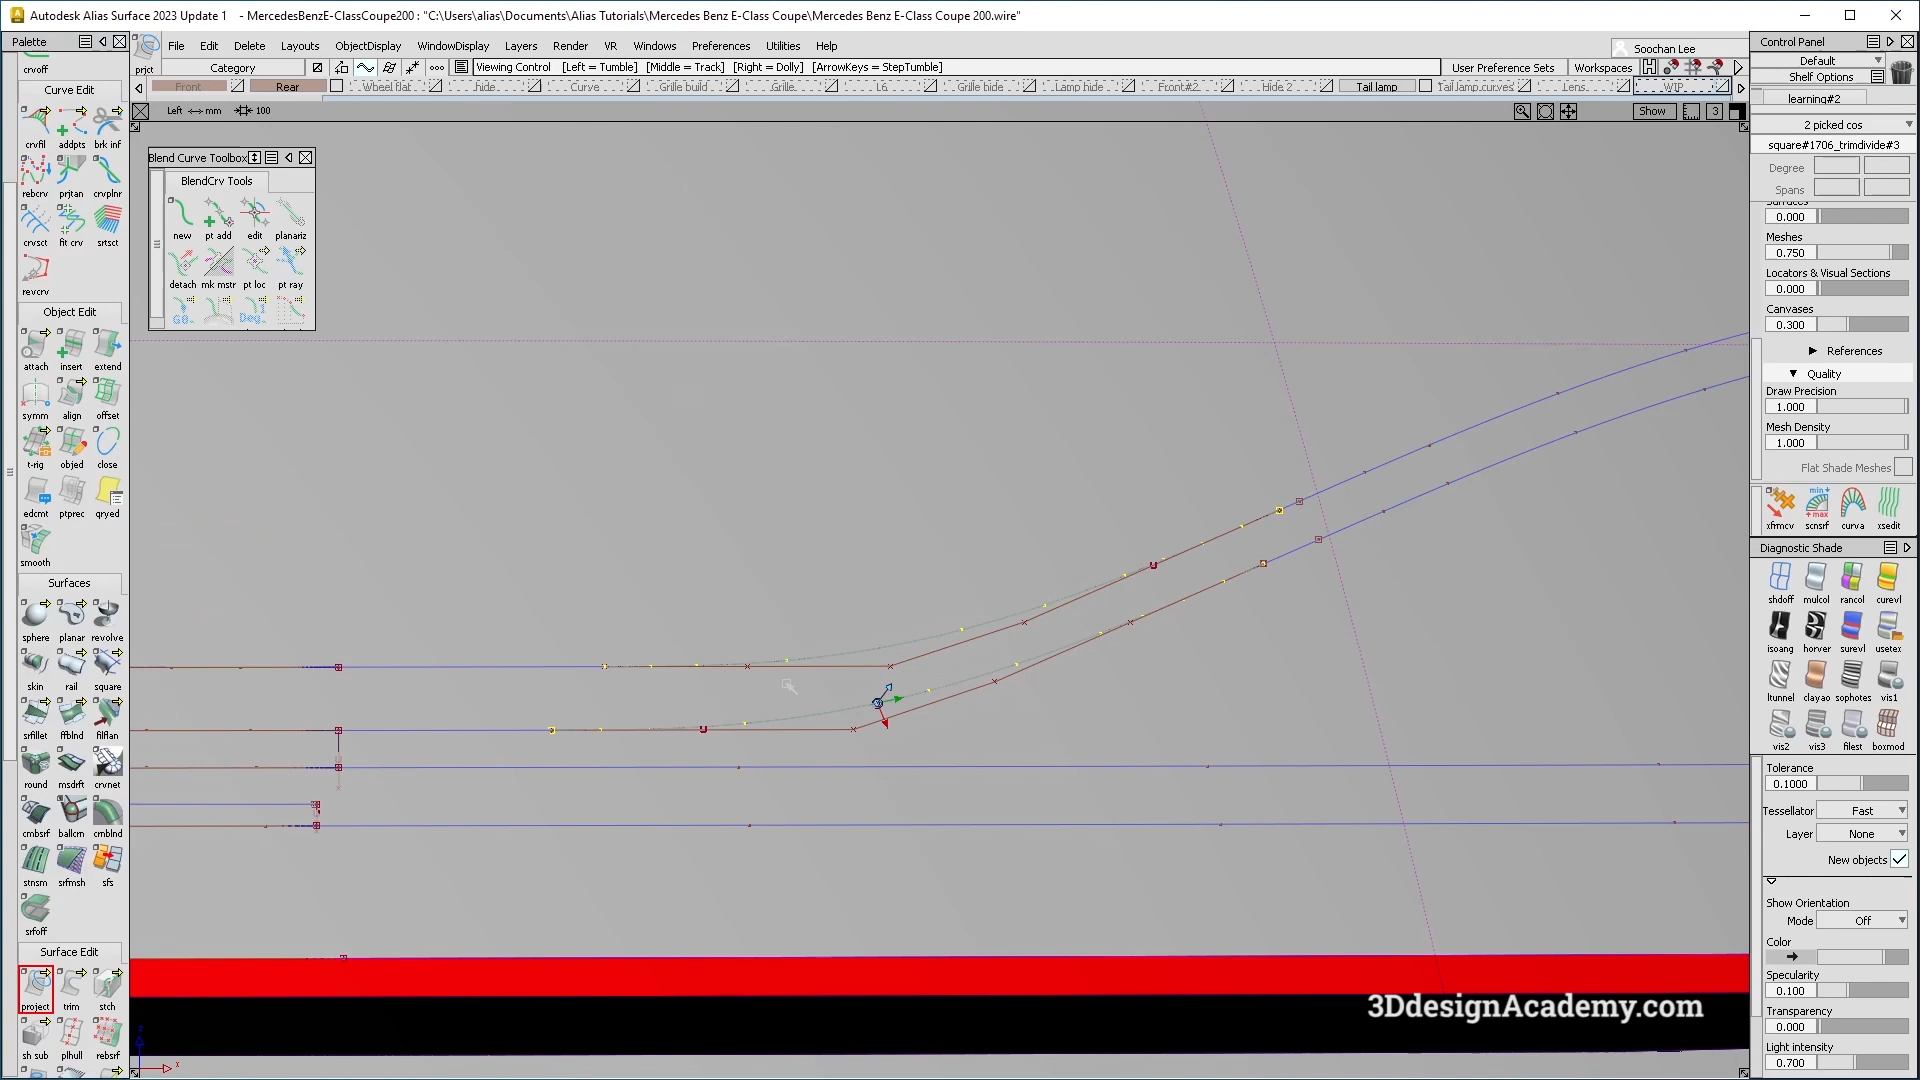 Autodesk Alias Surface 2023 Update 1 - MercedesBenzE-ClassCoupe200 : "C:\Users\alias\Documents\Alias Tutorials\Mercedes Benz E-Class Coupe\Mercedes Benz E-Class Coupe 200.wire"
Palette
prjct
File Edit Delete Layouts ObjectDisplay WindowDisplay Layers Render VR Windows Preferences Utilities Help
Soochan Lee
Category
Viewing Control [Left = Tumble] [Middle = Track] [Right = Dolly] [ArrowKeys = StepTumble]
User Preference Sets Workspaces
Front Rear Wheel flat hide Curve Grille build Grille L6 Grille hide Lamp hide Front#2 Hide 2 Tail lamp Tail lamp curves Lens WIP
Left mm 100
Show 3
crvoff
Curve Edit
crvfil addpts brk inf
rebcrv prjtan crvplnr
crvsct fit crv srtsct
revcrv
Object Edit
attach insert extend
symm align offset
t-rig objed close
edcmt ptprec qryed
smooth
Surfaces
sphere planar revolve
skin rail square
srfillet ffblnd filflan
round msdrft crvnet
cmbsrf ballcrn cmblnd
stnsm srfmsh sfs
srfoff
Surface Edit
project trim stch
sh sub plhull rebsrf
Blend Curve Toolbox
BlendCrv Tools
new pt add edit planariz
detach mk mstr pt loc pt ray
G0.. Deg..
z
x
3DdesignAcademy.com
Control Panel
Default
Shelf Options
learning#2
2 picked cos
square#1706_trimdivide#3
Degree
Spans
Surfaces
0.000
Meshes
0.750
Locators & Visual Sections
0.000
Canvases
0.300
References
Quality
Draw Precision
1.000
Mesh Density
1.000
Flat Shade Meshes
min max
xfrmcv scnsrf curva xsedit
Diagnostic Shade
shdoff mulcol rancol curevl
isoang horver surevl usetex
ltunnel clayao sophotes vis1
vis2 vis3 filest boxmod
Tolerance
0.1000
Tessellator Fast
Layer None
New objects
Show Orientation
Mode Off
Color
Specularity
0.100
Transparency
0.000
Light intensity
0.700